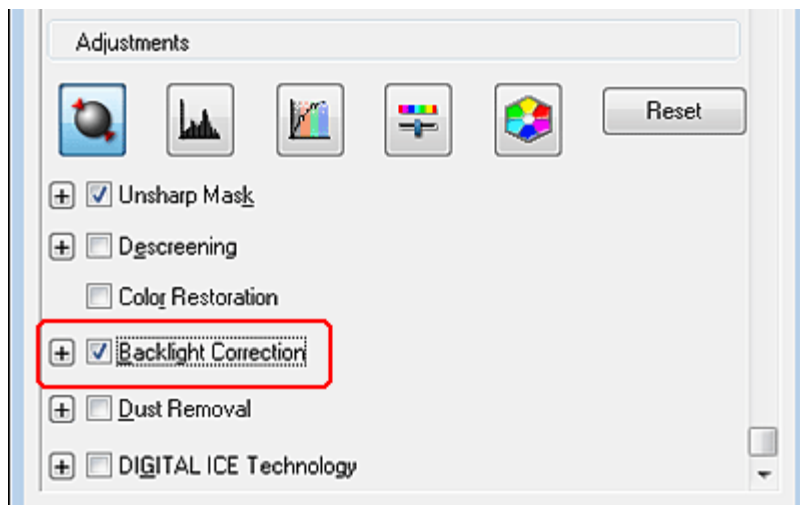 Adjustments
Reset
Unsharp Mask
Descreening
Color Restoration
Backlight Correction
Dust Removal
DIGITAL ICE Technology